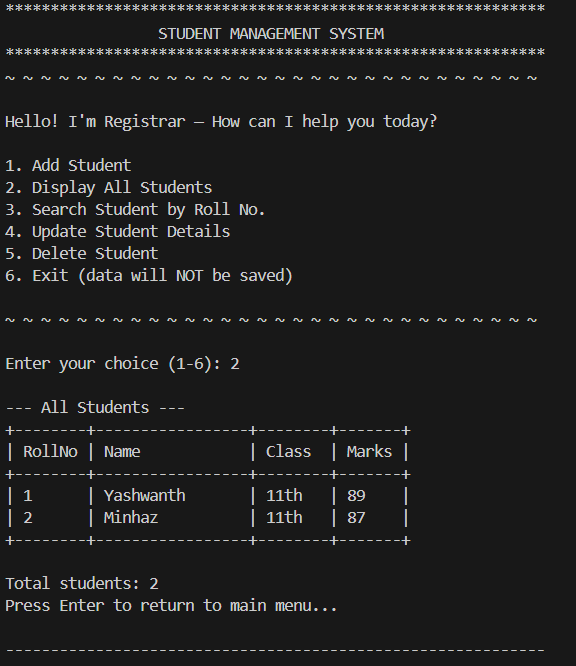 ************************************************************
                 STUDENT MANAGEMENT SYSTEM
************************************************************
~ ~ ~ ~ ~ ~ ~ ~ ~ ~ ~ ~ ~ ~ ~ ~ ~ ~ ~ ~ ~ ~ ~ ~ ~ ~ ~ ~ ~ ~
Hello! I'm Registrar — How can I help you today?
1. Add Student
2. Display All Students
3. Search Student by Roll No.
4. Update Student Details
5. Delete Student
6. Exit (data will NOT be saved)
~ ~ ~ ~ ~ ~ ~ ~ ~ ~ ~ ~ ~ ~ ~ ~ ~ ~ ~ ~ ~ ~ ~ ~ ~ ~ ~ ~ ~ ~
Enter your choice (1-6): 2
--- All Students ---
+--------+-----------------+--------+-------+
| RollNo | Name            | Class  | Marks |
+--------+-----------------+--------+-------+
| 1      | Yashwanth       | 11th   | 89    |
| 2      | Minhaz          | 11th   | 87    |
+--------+-----------------+--------+-------+
Total students: 2
Press Enter to return to main menu...
------------------------------------------------------------